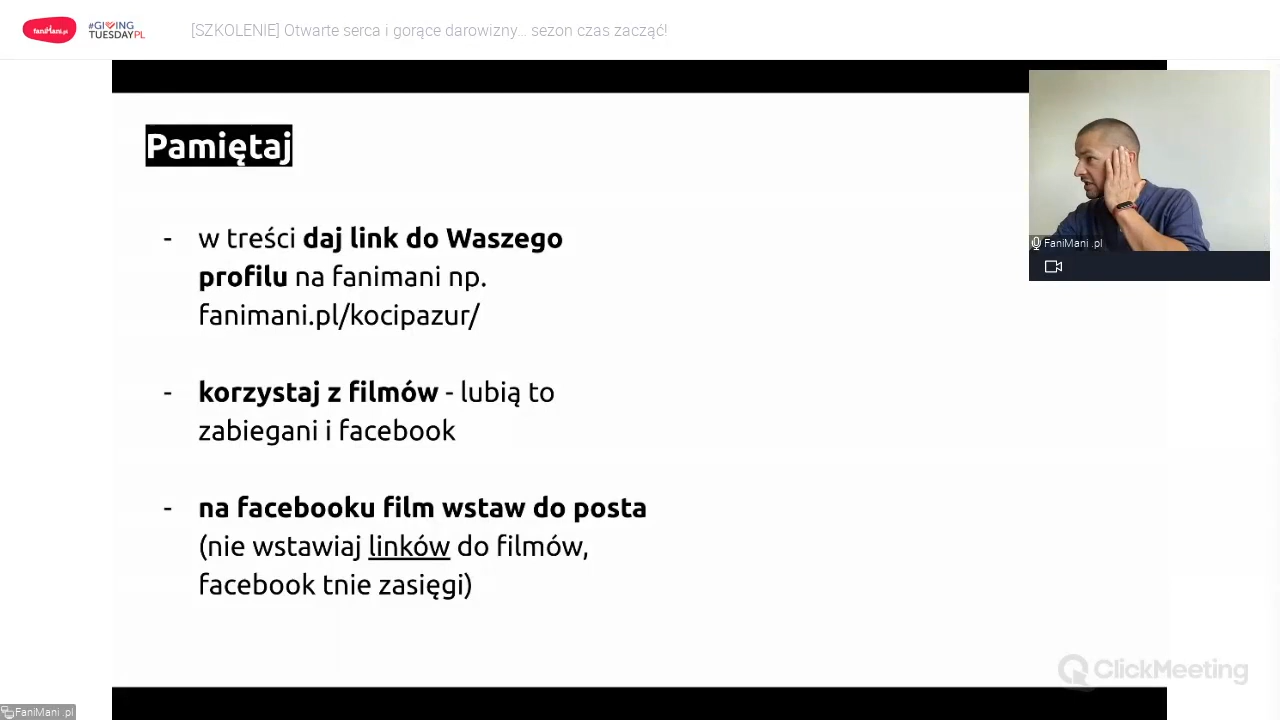 faniMani.pl
#GIVING
TUESDAYPL
[SZKOLENIE] Otwarte serca i gorące darowizny... sezon czas zacząć!
Pamiętaj
- w treści daj link do Waszego
profilu na fanimani np.
fanimani.pl/kocipazur/
- korzystaj z filmów - lubią to
zabiegani i facebook
- na facebooku film wstaw do posta
(nie wstawiaj linków do filmów,
facebook tnie zasięgi)
FaniMani .pl
ClickMeeting
FaniMani .pl